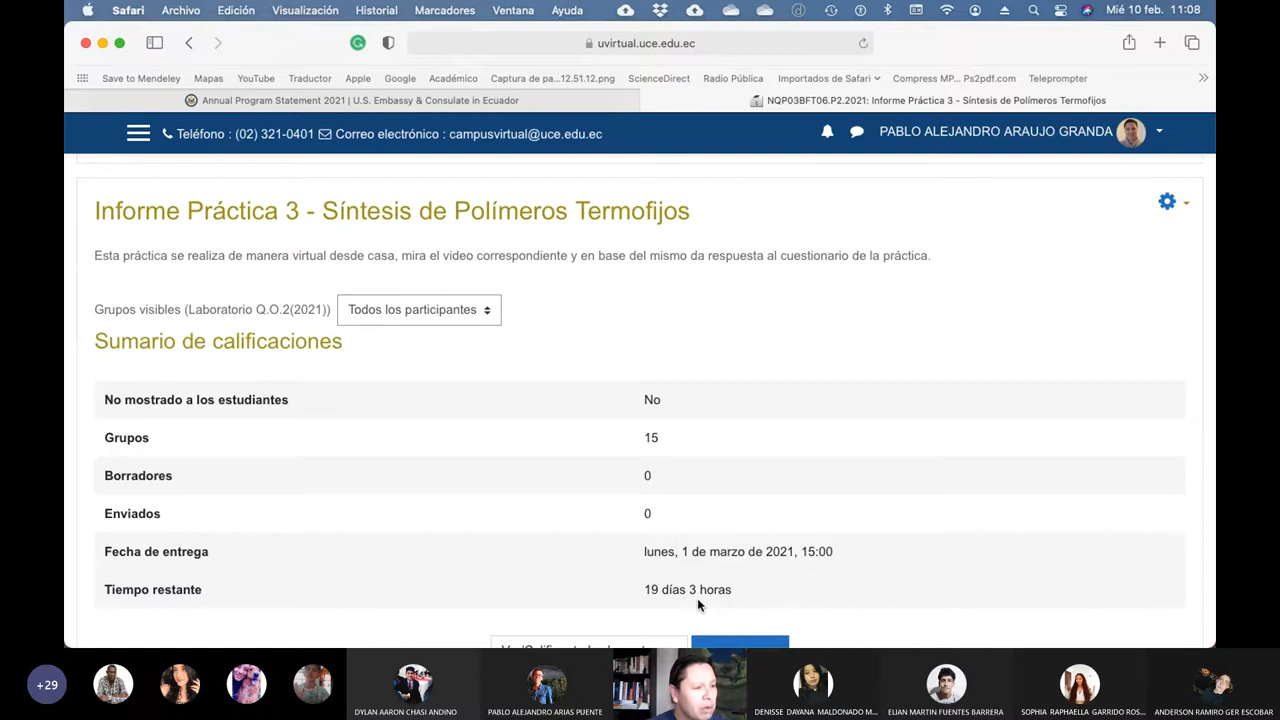 Safari Archivo Edición Visualización Historial Marcadores Ventana Ayuda Mié 10 feb. 11:08
uvirtual.uce.edu.ec
Save to Mendeley Mapas YouTube Traductor Apple Google Académico Captura de pa...12.51.12.png ScienceDirect Radio Pública Importados de Safari Compress MP... Ps2pdf.com Teleprompter
Annual Program Statement 2021 | U.S. Embassy & Consulate in Ecuador NQP03BFT06.P2.2021: Informe Práctica 3 - Síntesis de Polímeros Termofijos
Teléfono : (02) 321-0401 Correo electrónico : campusvirtual@uce.edu.ec PABLO ALEJANDRO ARAUJO GRANDA
Informe Práctica 3 - Síntesis de Polímeros Termofijos
Esta práctica se realiza de manera virtual desde casa, mira el video correspondiente y en base del mismo da respuesta al cuestionario de la práctica.
Grupos visibles (Laboratorio Q.O.2(2021)) Todos los participantes
Sumario de calificaciones
No mostrado a los estudiantes No
Grupos 15
Borradores 0
Enviados 0
Fecha de entrega lunes, 1 de marzo de 2021, 15:00
Tiempo restante 19 días 3 horas
+29
DYLAN AARON CHASI ANDINO PABLO ALEJANDRO ARIAS PUENTE DENISSE DAYANA MALDONADO M... ELIAN MARTIN FUENTES BARRERA SOPHIA RAPHAELLA GARRIDO ROS... ANDERSON RAMIRO GER ESCOBAR